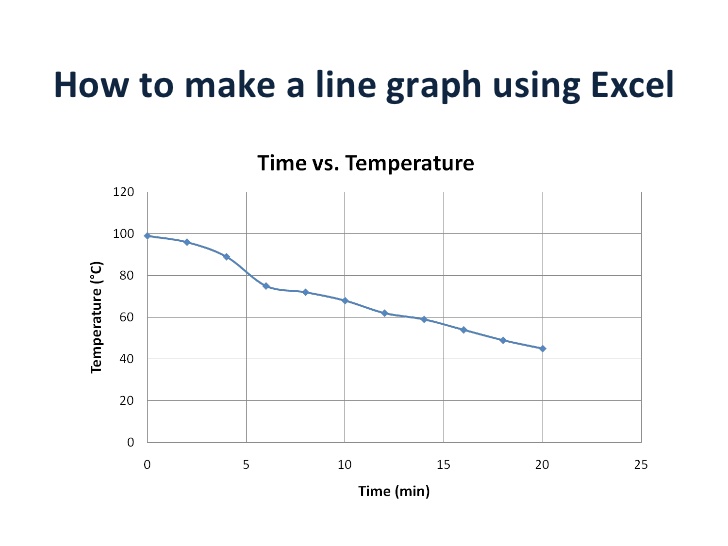 How to make a line graph using Excel
Time vs. Temperature
120
100
80
60
40
20
0
Temperature (°C)
0 5 10 15 20 25
Time (min)